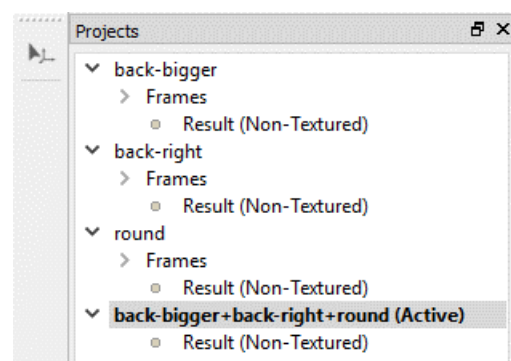 Projects
back-bigger
Frames
Result (Non-Textured)
back-right
Frames
Result (Non-Textured)
round
Frames
Result (Non-Textured)
back-bigger+back-right+round (Active)
Result (Non-Textured)